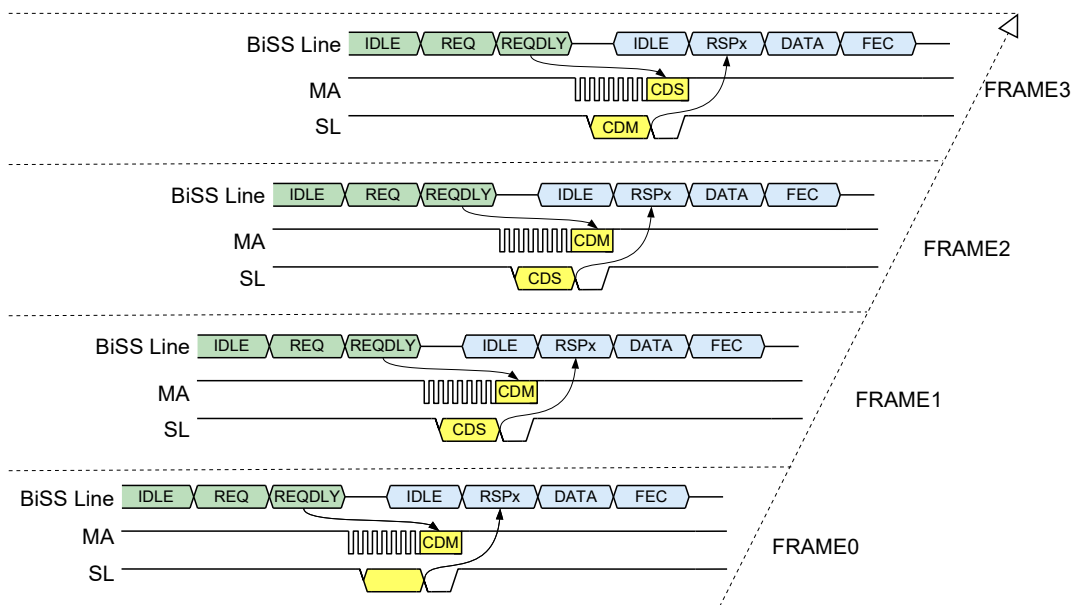 BiSS Line IDLE REQ REQDLY IDLE RSPx DATA FEC
MA CDS
FRAME3
SL CDM
BiSS Line IDLE REQ REQDLY IDLE RSPx DATA FEC
MA CDM
FRAME2
SL CDS
BiSS Line IDLE REQ REQDLY IDLE RSPx DATA FEC
MA CDM
FRAME1
SL CDS
BiSS Line IDLE REQ REQDLY IDLE RSPx DATA FEC
MA CDM
FRAME0
SL